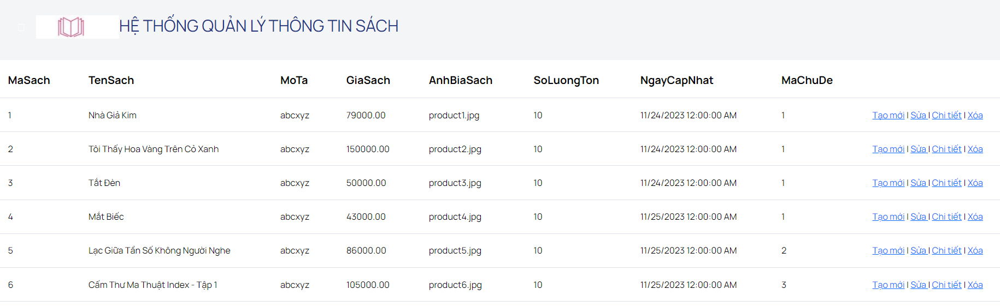 HỆ THỐNG QUẢN LÝ THÔNG TIN SÁCH
MaSach TenSach MoTa GiaSach AnhBiaSach SoLuongTon NgayCapNhat MaChuDe
1 Nhà Giả Kim abcxyz 79000.00 product1.jpg 10 11/24/2023 12:00:00 AM 1 Tạo mới | Sửa | Chi tiết | Xóa
2 Tôi Thấy Hoa Vàng Trên Cỏ Xanh abcxyz 150000.00 product2.jpg 10 11/24/2023 12:00:00 AM 1 Tạo mới | Sửa | Chi tiết | Xóa
3 Tắt Đèn abcxyz 50000.00 product3.jpg 10 11/24/2023 12:00:00 AM 1 Tạo mới | Sửa | Chi tiết | Xóa
4 Mắt Biếc abcxyz 43000.00 product4.jpg 10 11/25/2023 12:00:00 AM 1 Tạo mới | Sửa | Chi tiết | Xóa
5 Lạc Giữa Tần Số Không Người Nghe abcxyz 86000.00 product5.jpg 10 11/25/2023 12:00:00 AM 2 Tạo mới | Sửa | Chi tiết | Xóa
6 Cấm Thư Ma Thuật Index - Tập 1 abcxyz 105000.00 product6.jpg 10 11/25/2023 12:00:00 AM 3 Tạo mới | Sửa | Chi tiết | Xóa